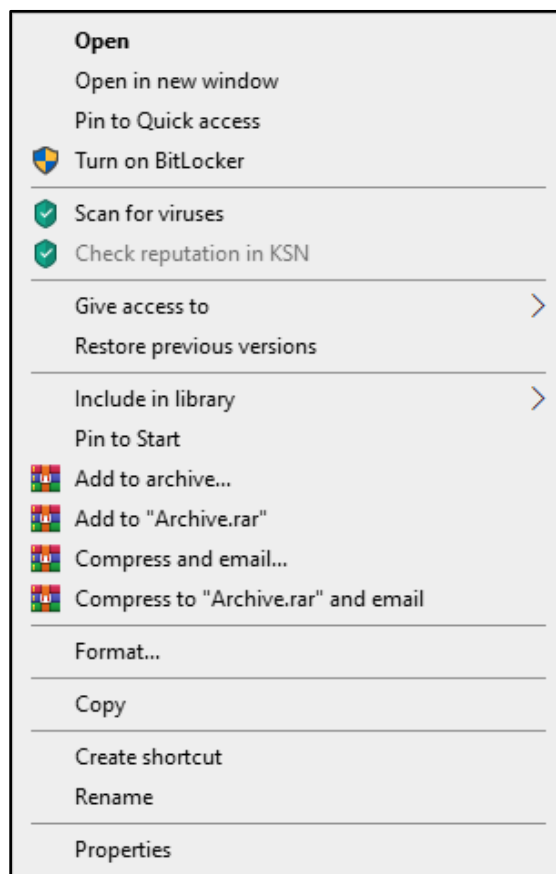 Open
Open in new window
Pin to Quick access
Turn on BitLocker
Scan for viruses
Check reputation in KSN
Give access to
Restore previous versions
Include in library
Pin to Start
Add to archive...
Add to "Archive.rar"
Compress and email...
Compress to "Archive.rar" and email
Format...
Copy
Create shortcut
Rename
Properties